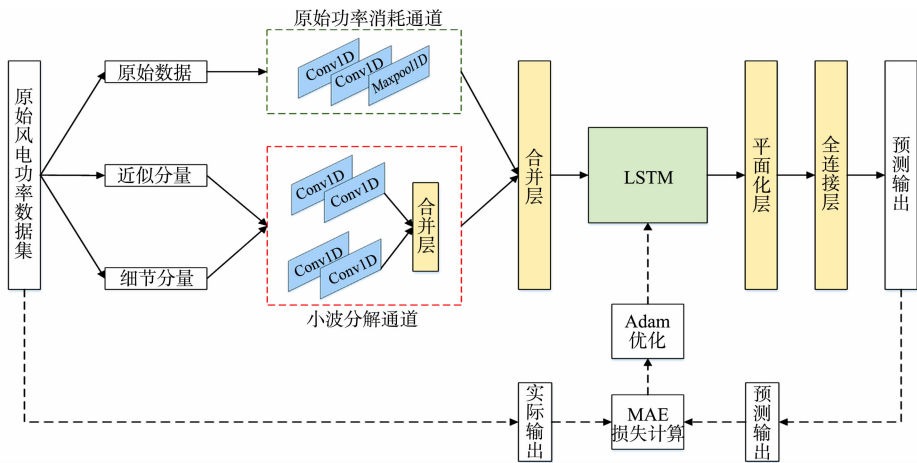 原始功率消耗通道
原始风电功率数据集
原始数据
Conv1D
Conv1D
Maxpool1D
近似分量
细节分量
Conv1D
Conv1D
Conv1D
Conv1D
合并层
小波分解通道
合并层
LSTM
平面化层
全连接层
预测输出
Adam
优化
实际输出
MAE
损失计算
预测输出